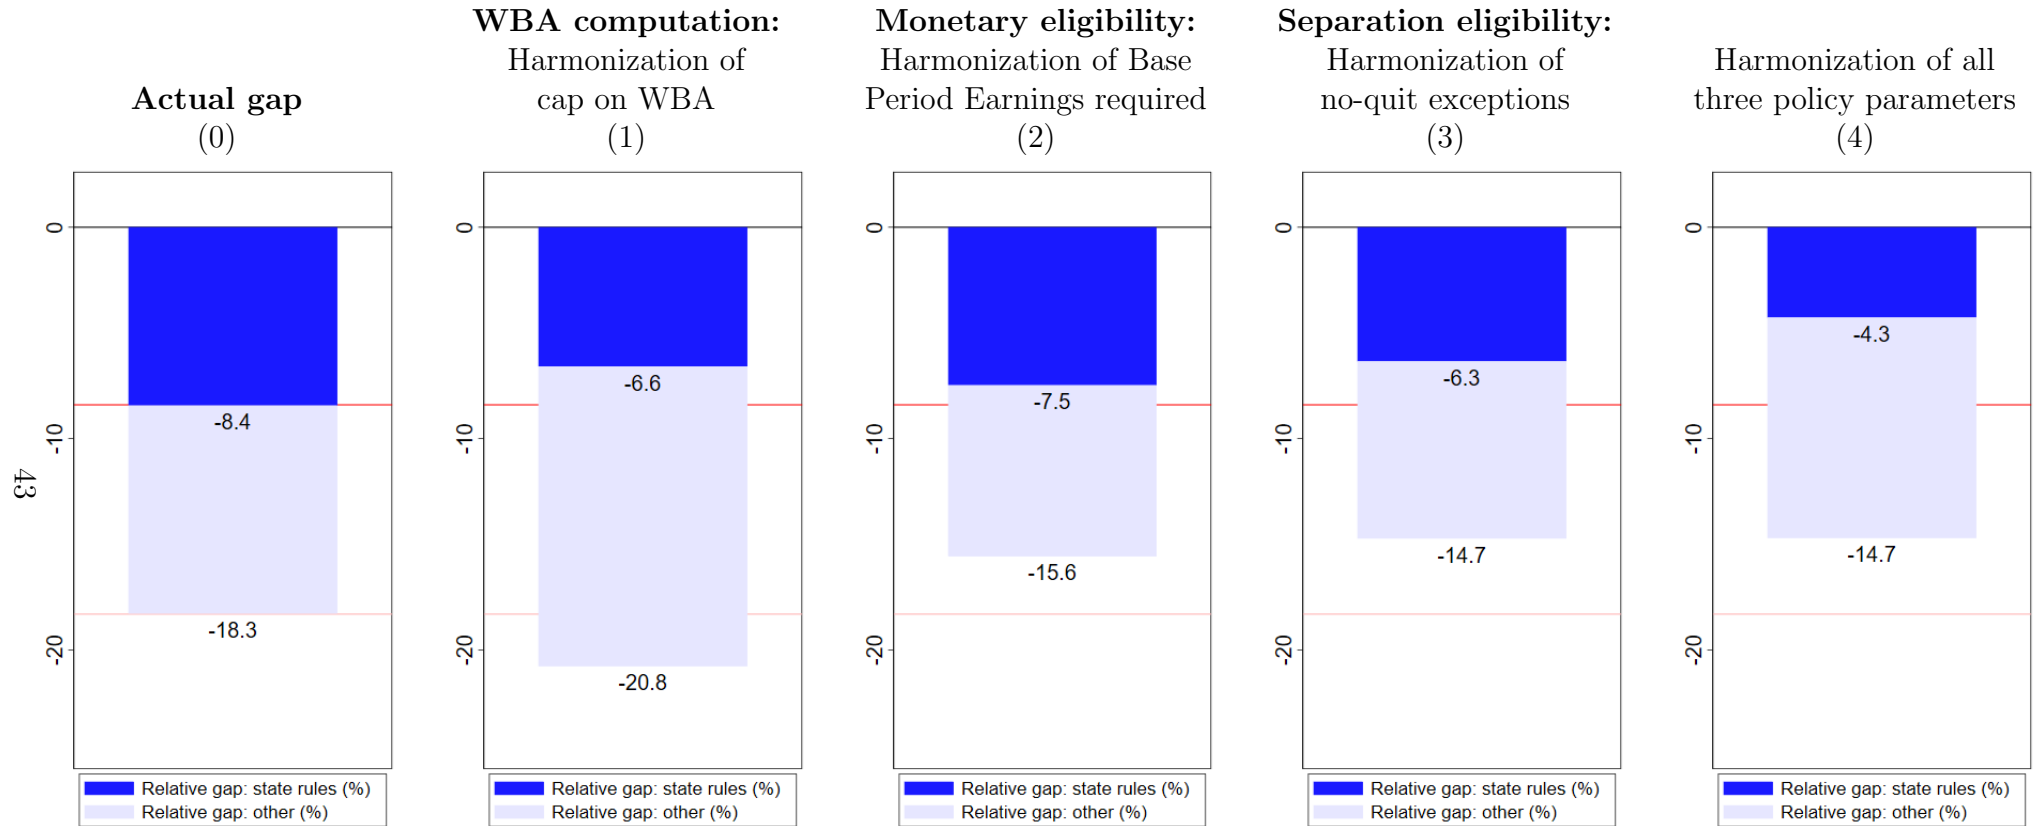 Actual gap
(0)
WBA computation:
Harmonization of
cap on WBA
(1)
Monetary eligibility:
Harmonization of Base
Period Earnings required
(2)
Separation eligibility:
Harmonization of
no-quit exceptions
(3)
Harmonization of all
three policy parameters
(4)
0
-10
-20
-8.4
-18.3
Relative gap: state rules (%)
Relative gap: other (%)
0
-10
-20
-6.6
-20.8
Relative gap: state rules (%)
Relative gap: other (%)
0
-10
-20
-7.5
-15.6
Relative gap: state rules (%)
Relative gap: other (%)
0
-10
-20
-6.3
-14.7
Relative gap: state rules (%)
Relative gap: other (%)
0
-10
-20
-4.3
-14.7
Relative gap: state rules (%)
Relative gap: other (%)
43